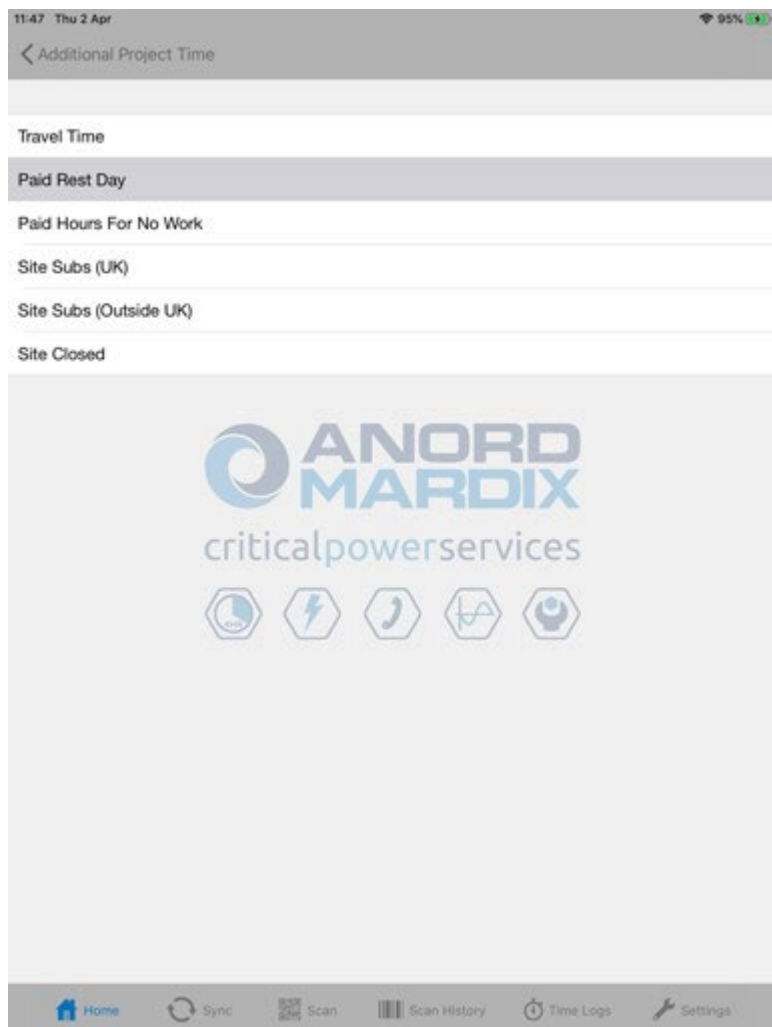 11:47 Thu 2 Apr 95%
Additional Project Time
Travel Time
Paid Rest Day
Paid Hours For No Work
Site Subs (UK)
Site Subs (Outside UK)
Site Closed
ANORD
MARDIX
criticalpowerservices
Home Sync Scan Scan History Time Logs Settings